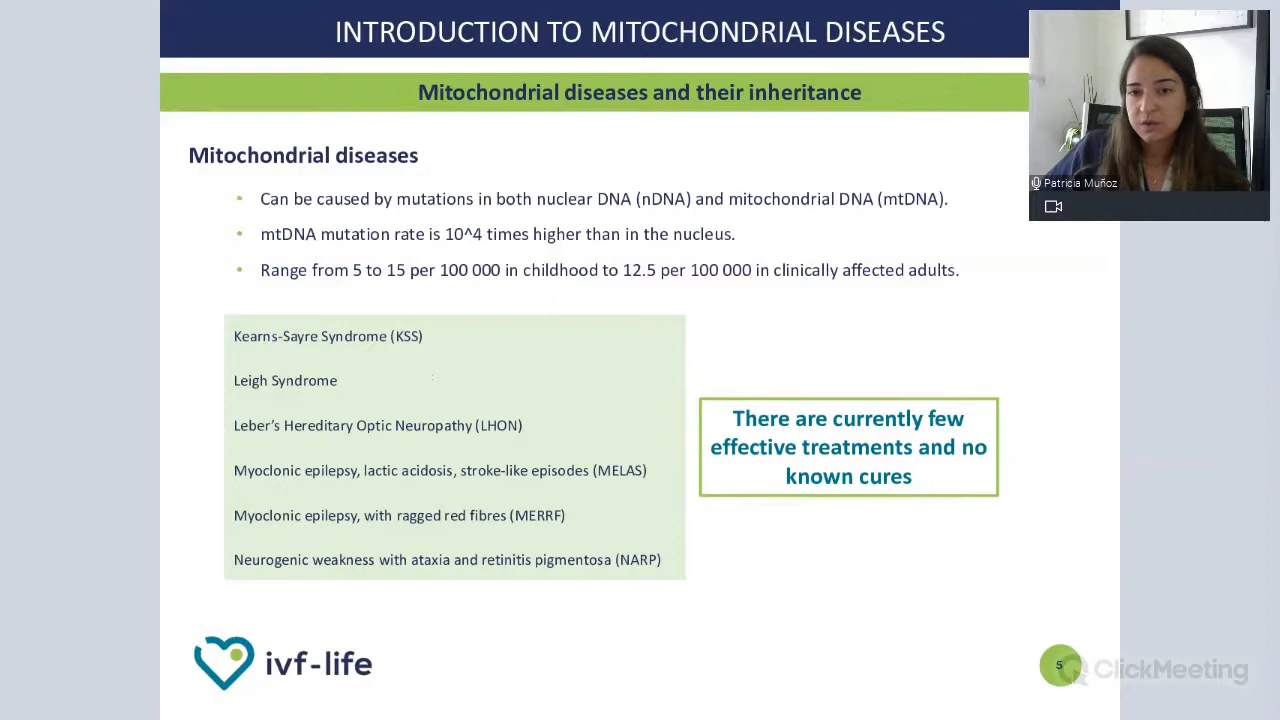 INTRODUCTION TO MITOCHONDRIAL DISEASES
Mitochondrial diseases and their inheritance
Patricia Muñoz
Mitochondrial diseases
• Can be caused by mutations in both nuclear DNA (nDNA) and mitochondrial DNA (mtDNA).
• mtDNA mutation rate is 10^4 times higher than in the nucleus.
• Range from 5 to 15 per 100 000 in childhood to 12.5 per 100 000 in clinically affected adults.
Kearns-Sayre Syndrome (KSS)
Leigh Syndrome
Leber’s Hereditary Optic Neuropathy (LHON)
Myoclonic epilepsy, lactic acidosis, stroke-like episodes (MELAS)
Myoclonic epilepsy, with ragged red fibres (MERRF)
Neurogenic weakness with ataxia and retinitis pigmentosa (NARP)
There are currently few
effective treatments and no
known cures
ivf-life
5
ClickMeeting